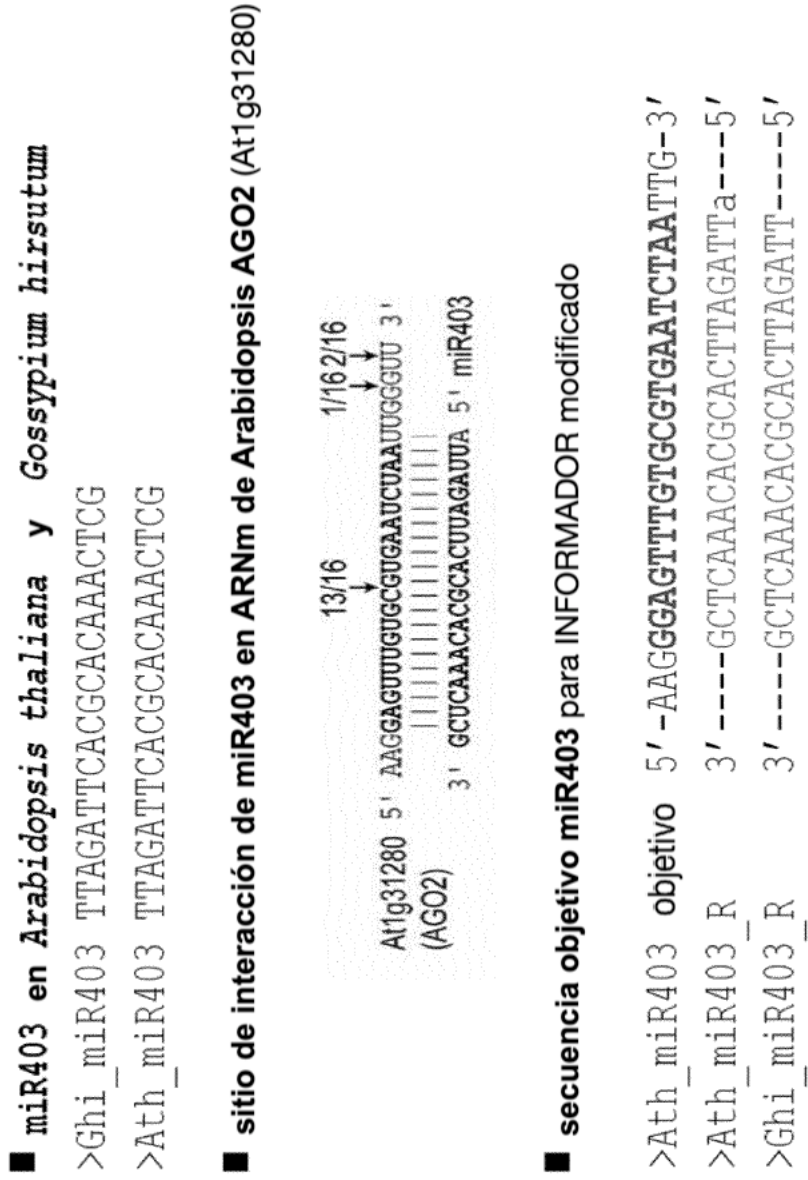 ■ miR403 en Arabidopsis thaliana y Gossypium hirsutum
>Ghi_miR403 TTAGATTCACGCACAAACTCG
>Ath_miR403 TTAGATTCACGCACAAACTCG
■ sitio de interacción de miR403 en ARNm de Arabidopsis AGO2 (At1g31280)
13/16 1/16 2/16
At1g31280 5' AAGGAGUUUGUGCGUGAAUCUAAUUGGGUU 3'
(AGO2)
3' GCUCAAACACGCACUUAGAUUA 5' miR403
■ secuencia objetivo miR403 para INFORMADOR modificado
>Ath_miR403 objetivo 5'-AAGGGAGTTTGTGCGTGAATCTAATTG-3'
>Ath_miR403_R 3'-----GCTCAAACACGCACTTAGATTa----5'
>Ghi_miR403_R 3'-----GCTCAAACACGCACTTAGATT-----5'